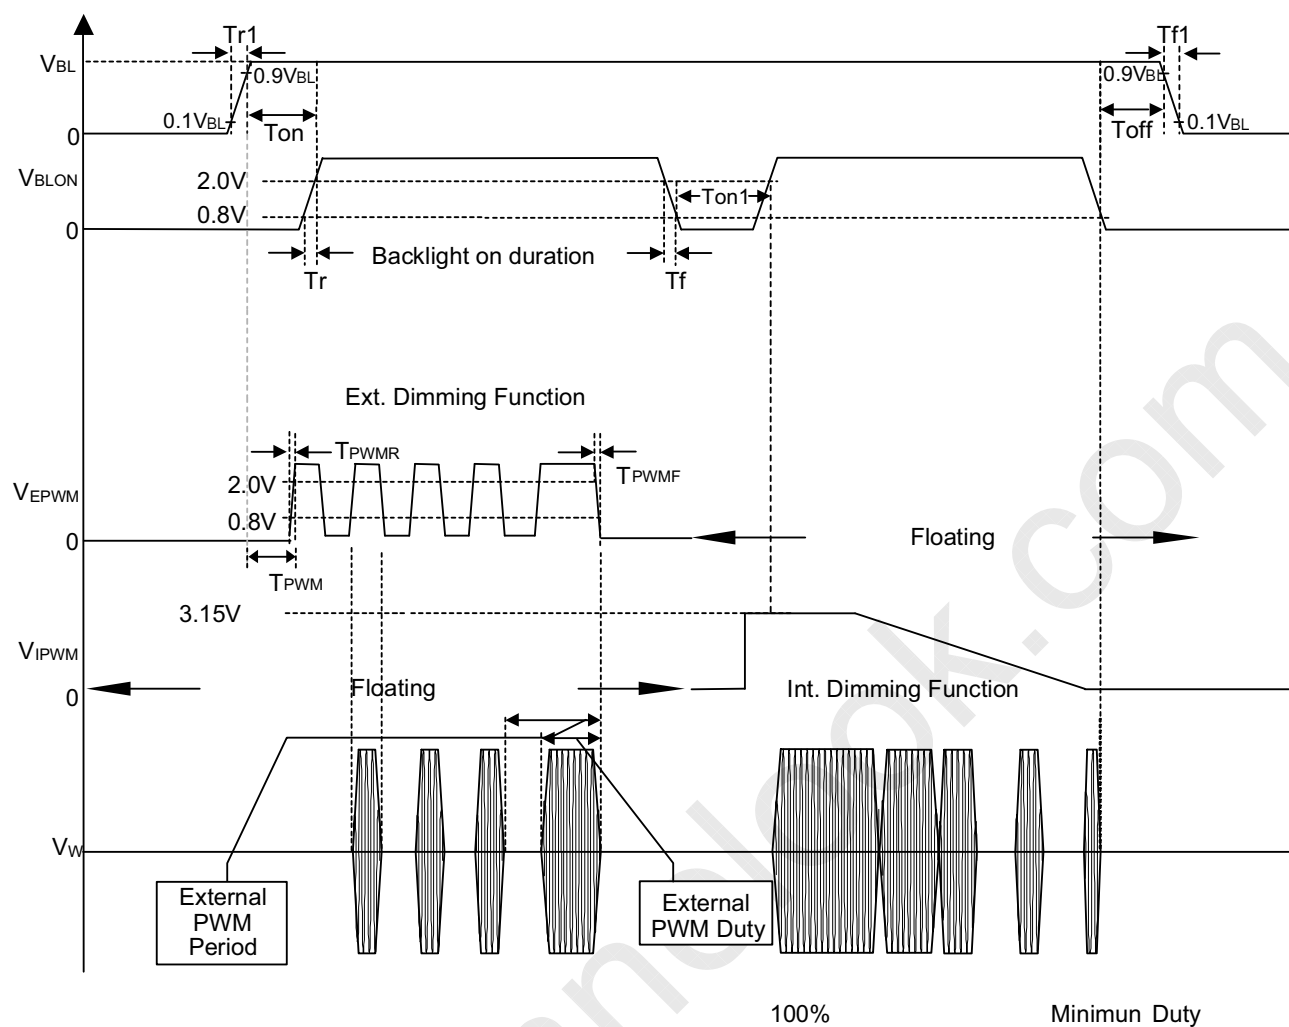 Tr1
Tf1
VBL
0.9VBL
0.9VBL
0.1VBL
Ton
Toff
0.1VBL
0
VBLON
2.0V
Ton1
0.8V
0
Backlight on duration
Tr
Tf
Ext. Dimming Function
TPWMR
TPWMF
VEPWM
2.0V
0.8V
0
Floating
TPWM
3.15V
VIPWM
0
Floating
Int. Dimming Function
VW
External
PWM
Period
External
PWM Duty
100%
Minimun Duty